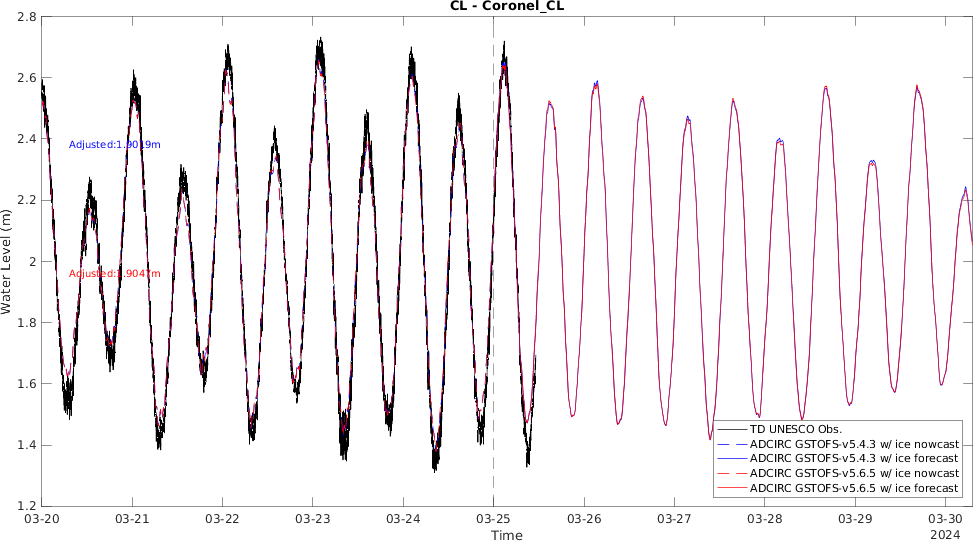 CL - Coronel_CL
2.8
2.6
2.4
2.2
2
1.8
1.6
1.4
1.2
Water Level (m)
Adjusted:1.9019m
Adjusted:1.9047m
TD UNESCO Obs.
ADCIRC GSTOFS-v5.4.3 w/ ice nowcast
ADCIRC GSTOFS-v5.4.3 w/ ice forecast
ADCIRC GSTOFS-v5.6.5 w/ ice nowcast
ADCIRC GSTOFS-v5.6.5 w/ ice forecast
03-20 03-21 03-22 03-23 03-24 03-25 03-26 03-27 03-28 03-29 03-30
Time
2024